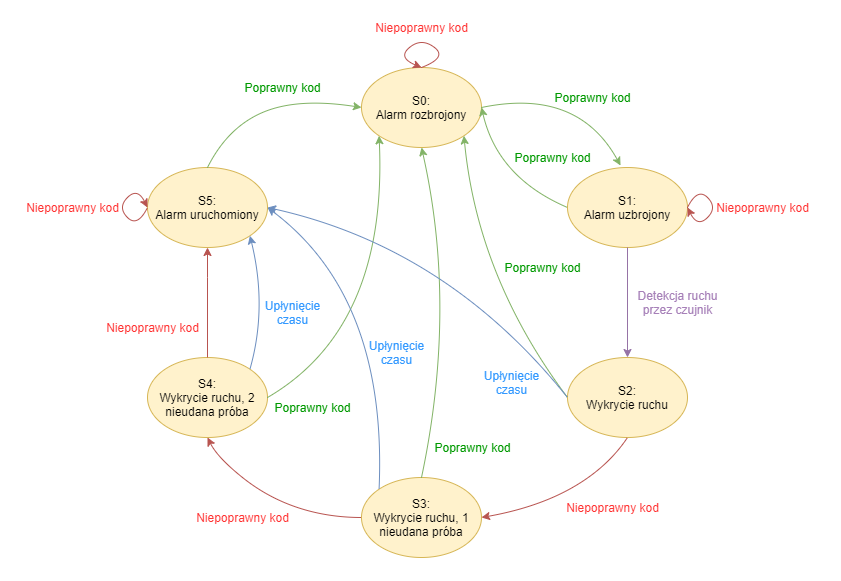 Niepoprawny kod
Poprawny kod
S0:
Alarm rozbrojony
Poprawny kod
Poprawny kod
Niepoprawny kod
S5:
Alarm uruchomiony
S1:
Alarm uzbrojony
Niepoprawny kod
Poprawny kod
Detekcja ruchu
przez czujnik
Upłynięcie
czasu
Niepoprawny kod
Upłynięcie
czasu
Upłynięcie
czasu
S4:
Wykrycie ruchu, 2
nieudana próba
Poprawny kod
S2:
Wykrycie ruchu
Poprawny kod
Niepoprawny kod
S3:
Wykrycie ruchu, 1
nieudana próba
Niepoprawny kod